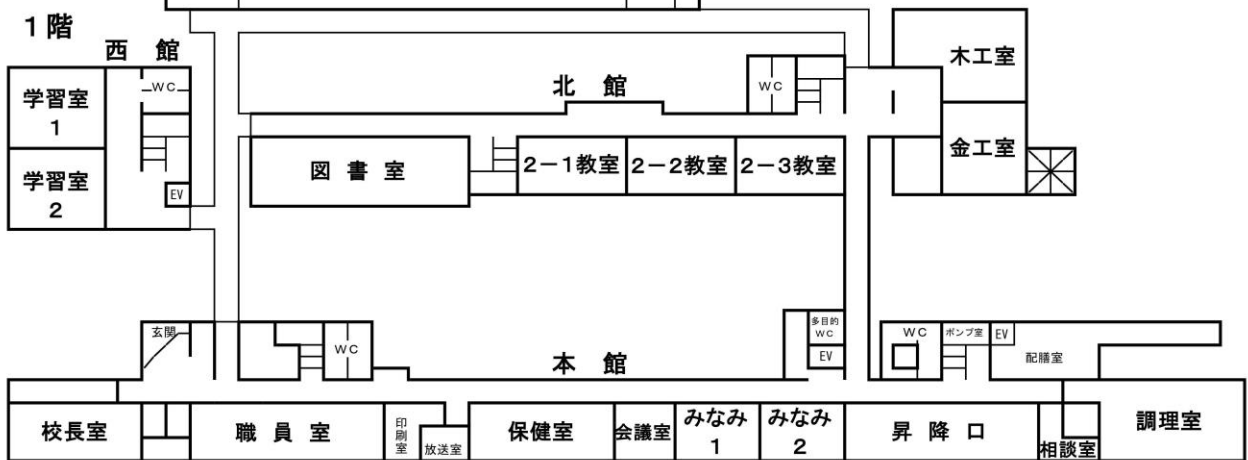 1階
西 館
WC
学習室
1
学習室
2
EV
北 館
WC
木工室
金工室
図 書 室
2－1教室
2－2教室
2－3教室
玄関
WC
本 館
多目的
WC
EV
WC
ポンプ室
EV
配膳室
校長室
職 員 室
印刷室
放送室
保健室
会議室
みなみ
1
みなみ
2
昇 降 口
相談室
調理室